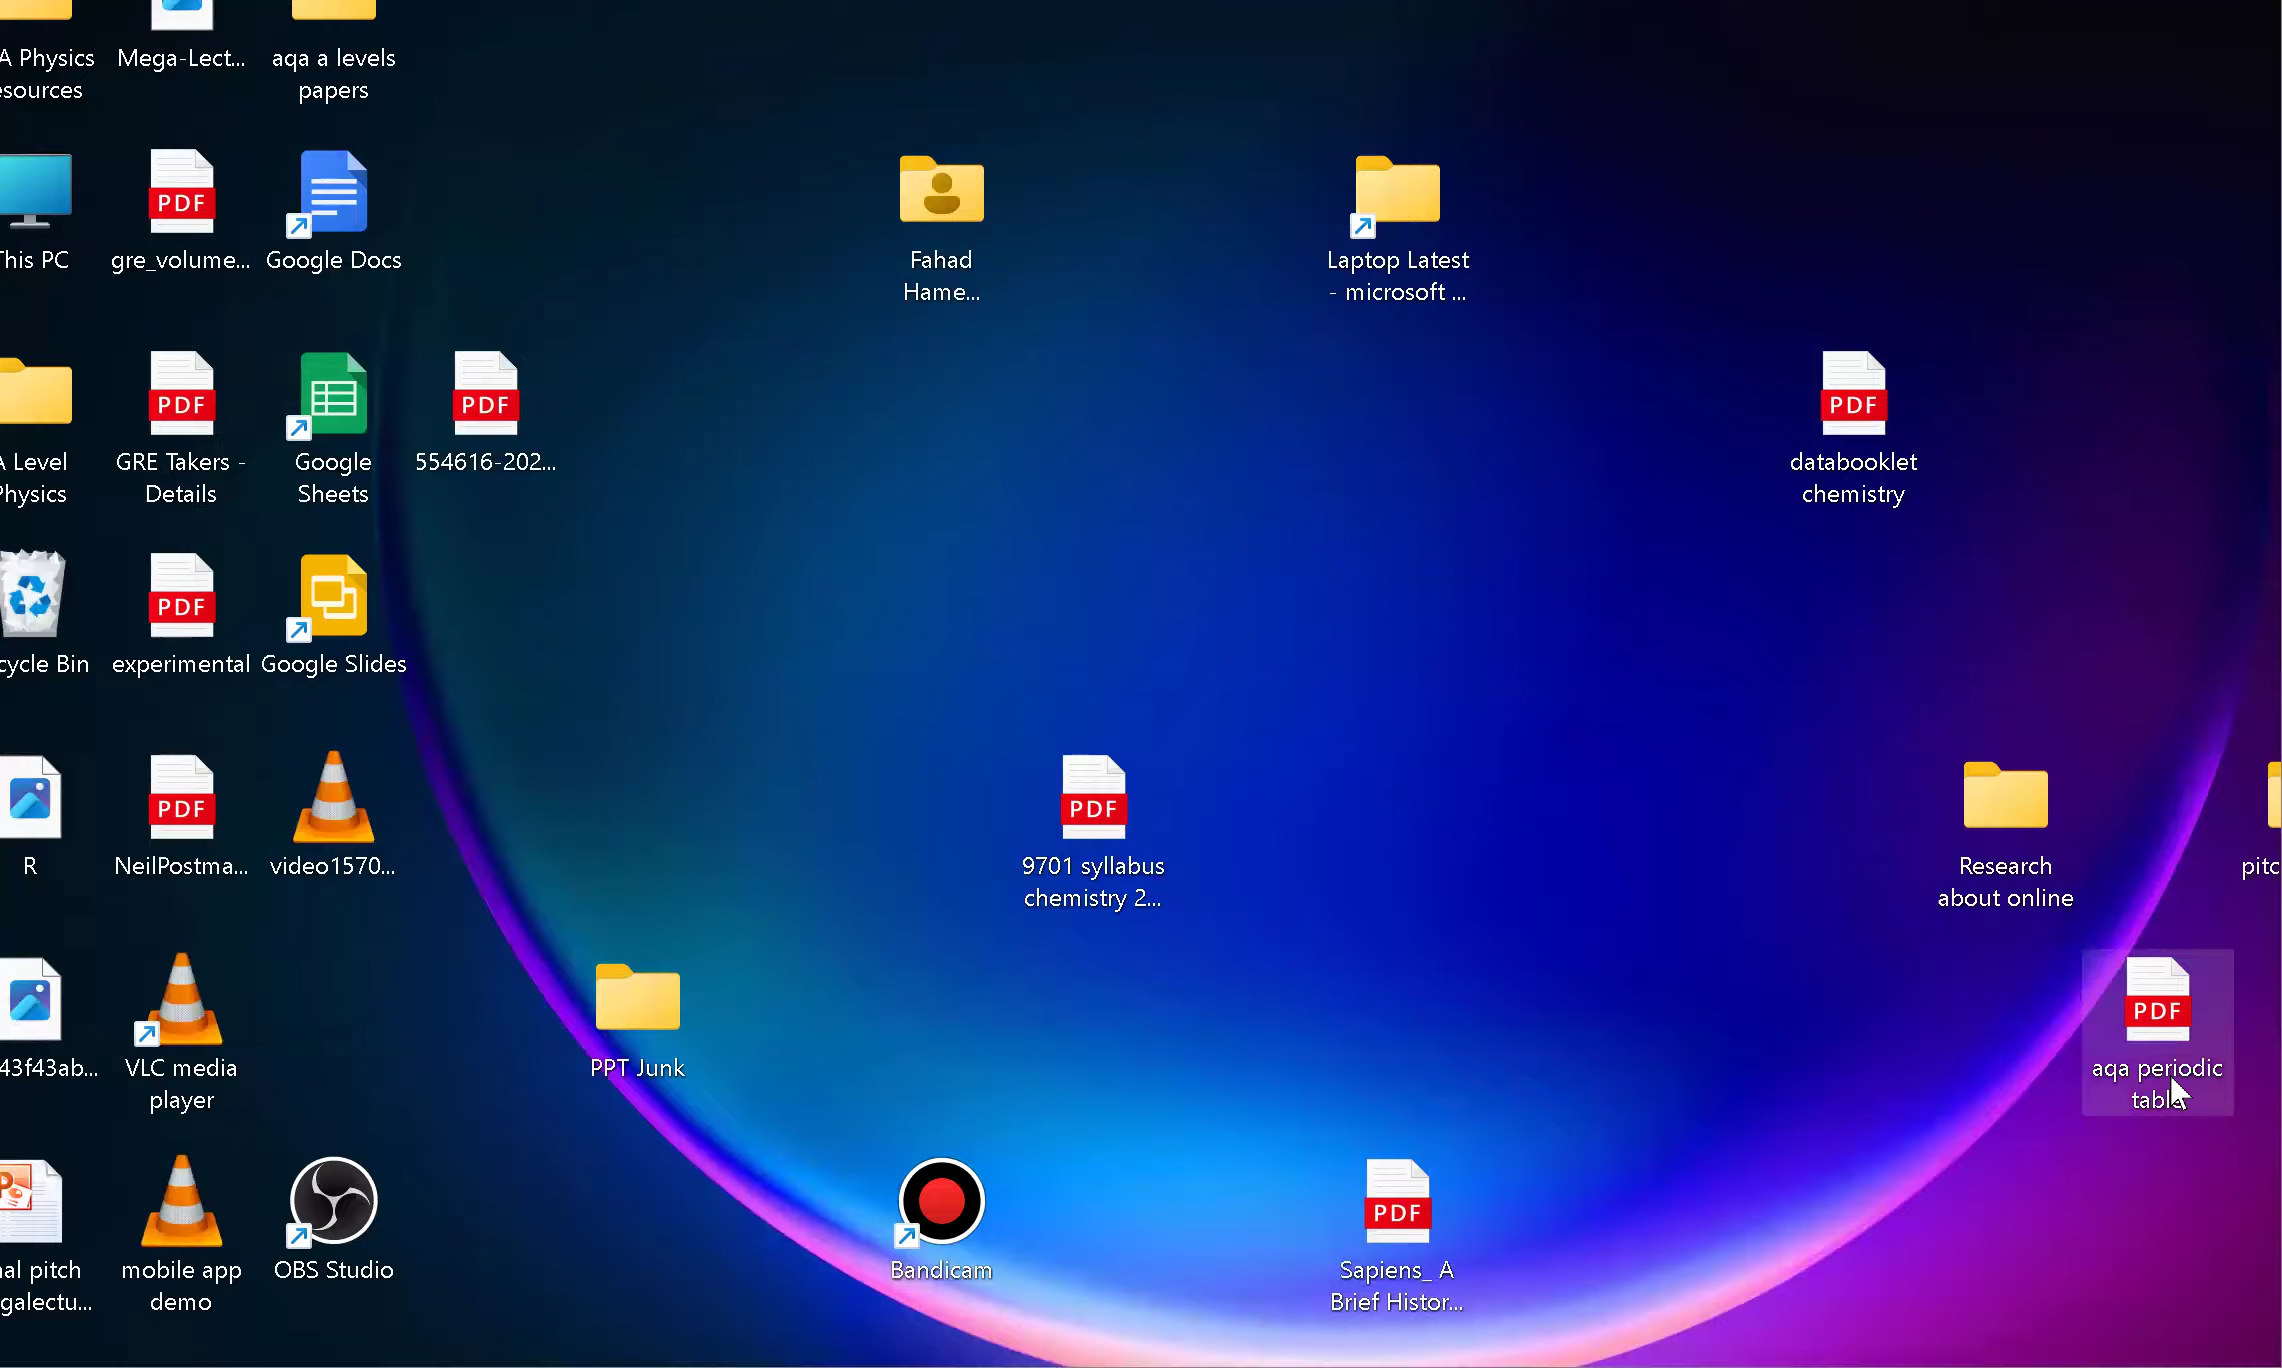 A Physics
esources
Mega-Lect...
aqa a levels
papers
This PC
PDF
gre_volume...
Google Docs
Fahad
Hame...
Laptop Latest
- microsoft ...
A Level
Physics
PDF
GRE Takers -
Details
Google
Sheets
PDF
554616-202...
PDF
databooklet
chemistry
cycle Bin
PDF
experimental
Google Slides
R
PDF
NeilPostma...
video1570...
PDF
9701 syllabus
chemistry 2...
Research
about online
pitc
43f43ab...
VLC media
player
PPT Junk
PDF
aqa periodic
table
P
nal pitch
galectu...
mobile app
demo
OBS Studio
Bandicam
PDF
Sapiens_ A
Brief Histor...